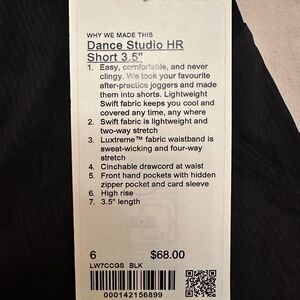 WHY WE MADE THIS
Dance Studio HR
Short 3.5"
1. Easy, comfortable, and never
clingy. We took your favourite
after-practice joggers and made
them into shorts. Lightweight
Swift fabric keeps you cool and
covered any time, any where
2. Swift fabric is lightweight and
two-way stretch
3. Luxtreme™ fabric waistband is
sweat-wicking and four-way
stretch
4. Cinchable drawcord at waist
5. Front hand pockets with hidden
zipper pocket and card sleeve
6. High rise
7. 3.5" length
6 $68.00
LW7CCGS BLK
000142156899